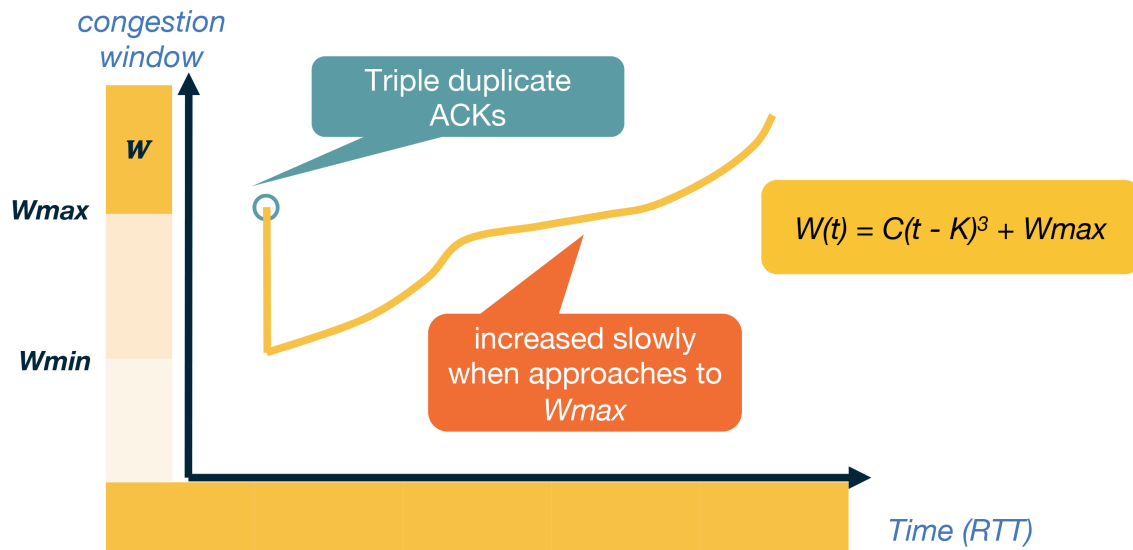 congestion
window
Triple duplicate
ACKs
W
Wmax
W(t) = C(t - K)³ + Wmax
increased slowly
when approaches to
Wmax
Wmin
Time (RTT)